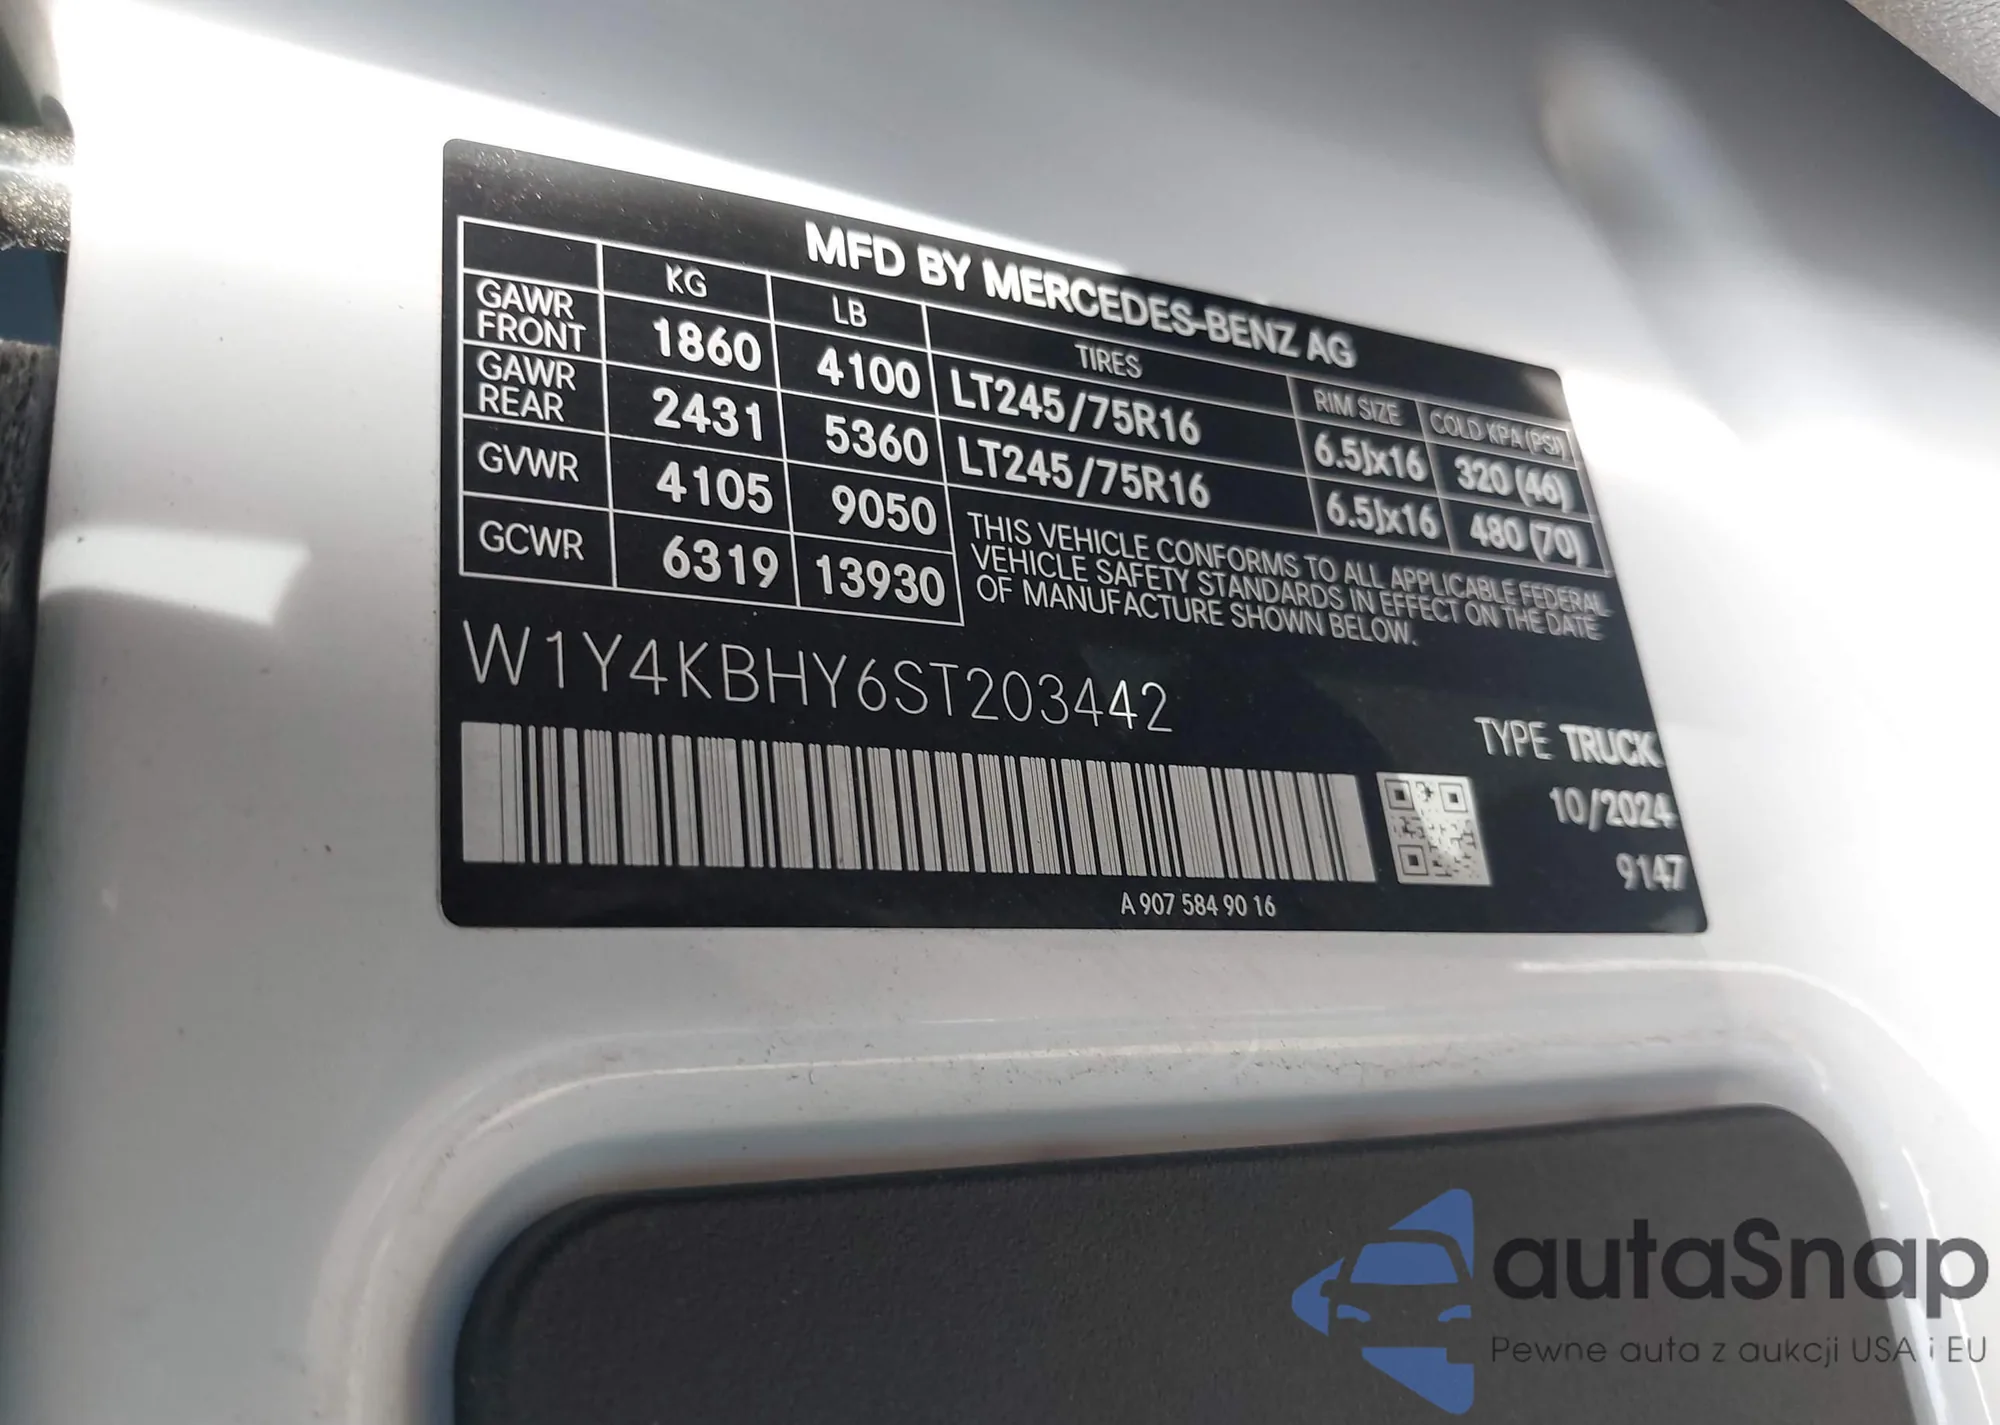 MFD BY MERCEDES-BENZ AG
KG LB TIRES RIM SIZE COLD KPA (PSI)
GAWR FRONT 1860 4100 LT245/75R16 6.5Jx16 320 (46)
GAWR REAR 2431 5360 LT245/75R16 6.5Jx16 480 (70)
GVWR 4105 9050
GCWR 6319 13930
THIS VEHICLE CONFORMS TO ALL APPLICABLE FEDERAL
VEHICLE SAFETY STANDARDS IN EFFECT ON THE DATE
OF MANUFACTURE SHOWN BELOW.
W1Y4KBHY6ST203442
TYPE TRUCK
10/2024
9147
A 907 584 90 16
autaSnap
Pewne auta z aukcji USA i EU